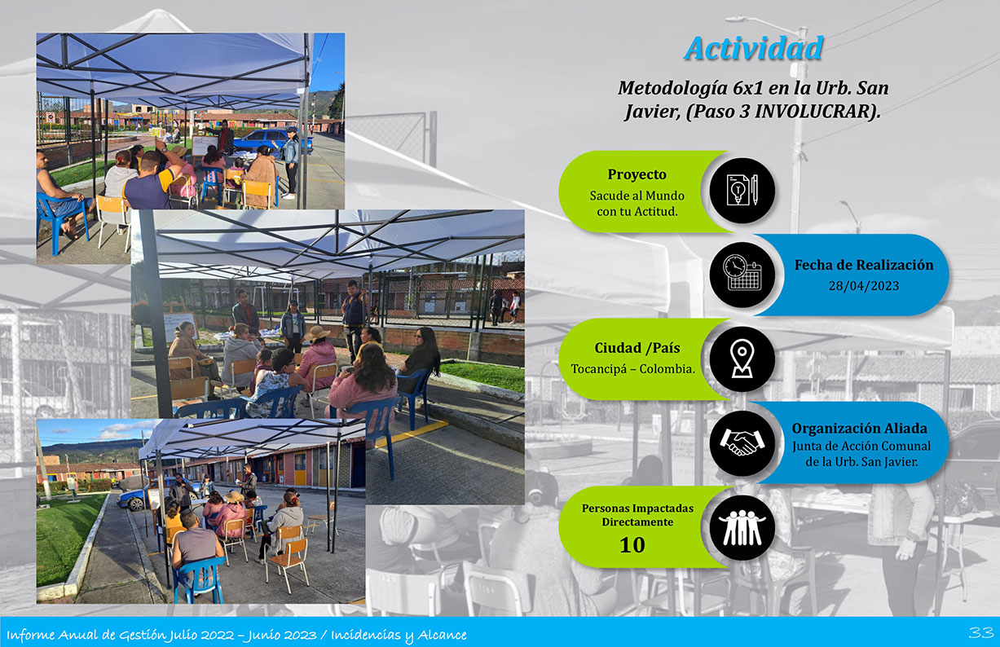 Actividad
Metodología 6x1 en la Urb. San
Javier, (Paso 3 INVOLUCRAR).
Proyecto
Sacude al Mundo
con tu Actitud.
Fecha de Realización
28/04/2023
Ciudad /País
Tocancipá – Colombia.
Organización Aliada
Junta de Acción Comunal
de la Urb. San Javier.
Personas Impactadas
Directamente
10
Informe Anual de Gestión Julio 2022 – Junio 2023 / Incidencias y Alcance
33